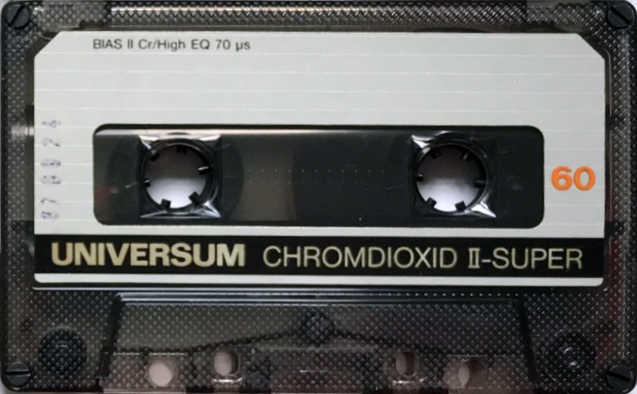 BIAS II Cr/High EQ 70 µs
60
UNIVERSUM CHROMDIOXID II-SUPER